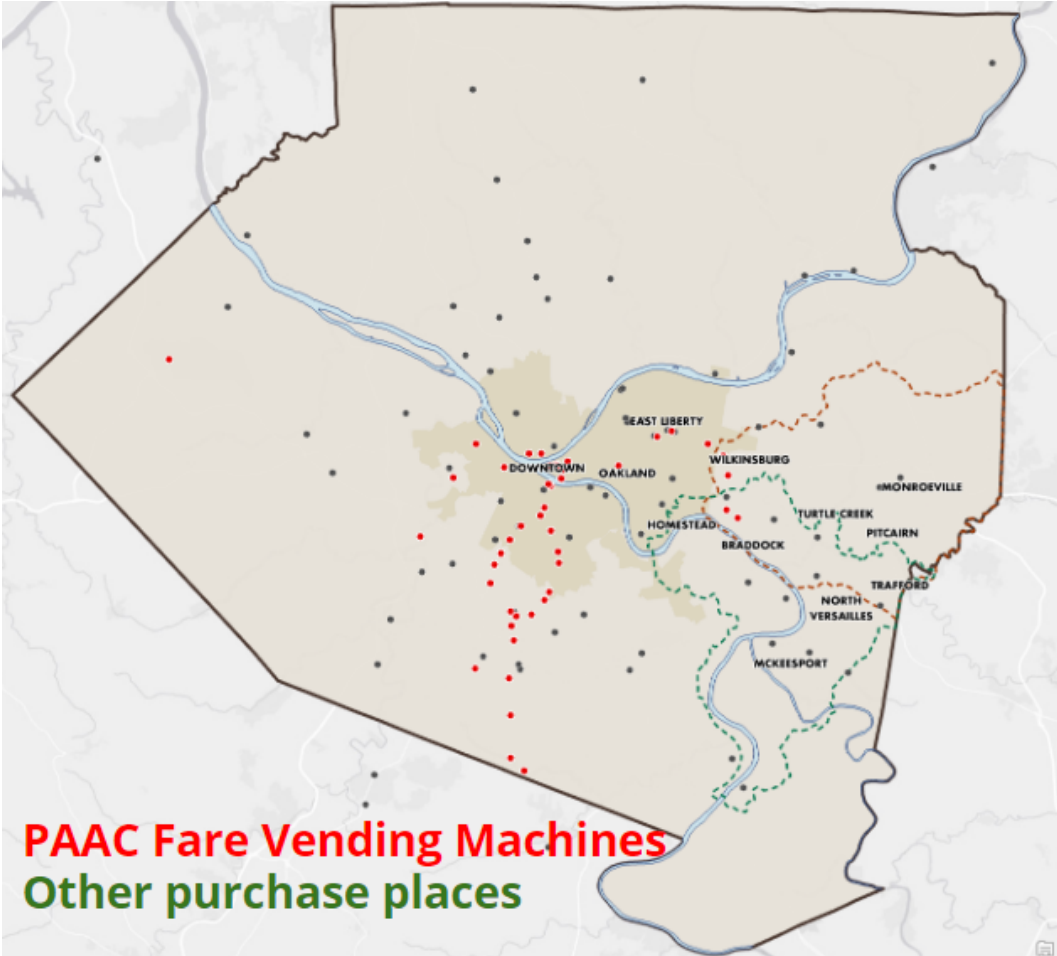 EAST LIBERTY
DOWNTOWN
OAKLAND
WILKINSBURG
MONROEVILLE
TURTLE CREEK
HOMESTEAD
PITCAIRN
BRADDOCK
TRAFFORD
NORTH
VERSAILLES
MCKEESPORT
PAAC Fare Vending Machines
Other purchase places